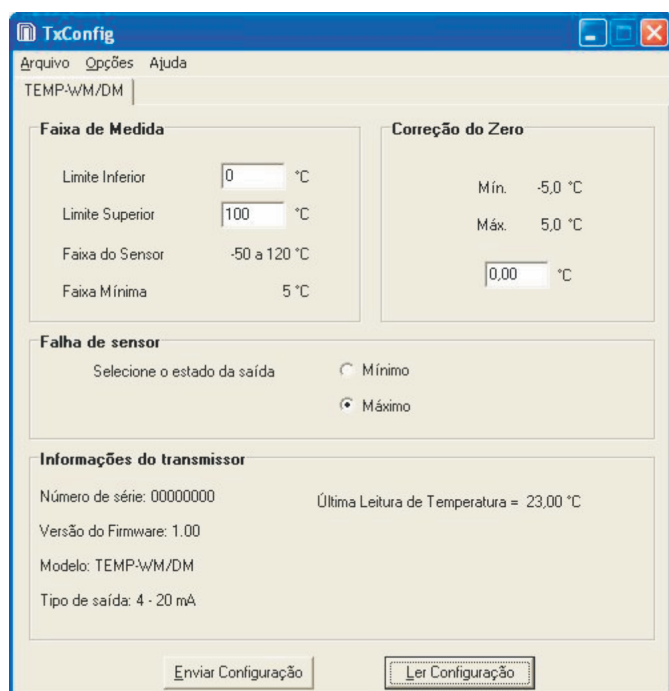 TxConfig
Arquivo Opções Ajuda
TEMP-WM/DM
Faixa de Medida
Limite Inferior 0 °C
Limite Superior 100 °C
Faixa do Sensor -50 a 120 °C
Faixa Mínima 5 °C
Correção do Zero
Mín. -5,0 °C
Máx. 5,0 °C
0,00 °C
Falha de sensor
Selecione o estado da saída
Mínimo
Máximo
Informações do transmissor
Número de série: 00000000
Última Leitura de Temperatura = 23,00 °C
Versão do Firmware: 1.00
Modelo: TEMP-WM/DM
Tipo de saída: 4 - 20 mA
Enviar Configuração
Ler Configuração